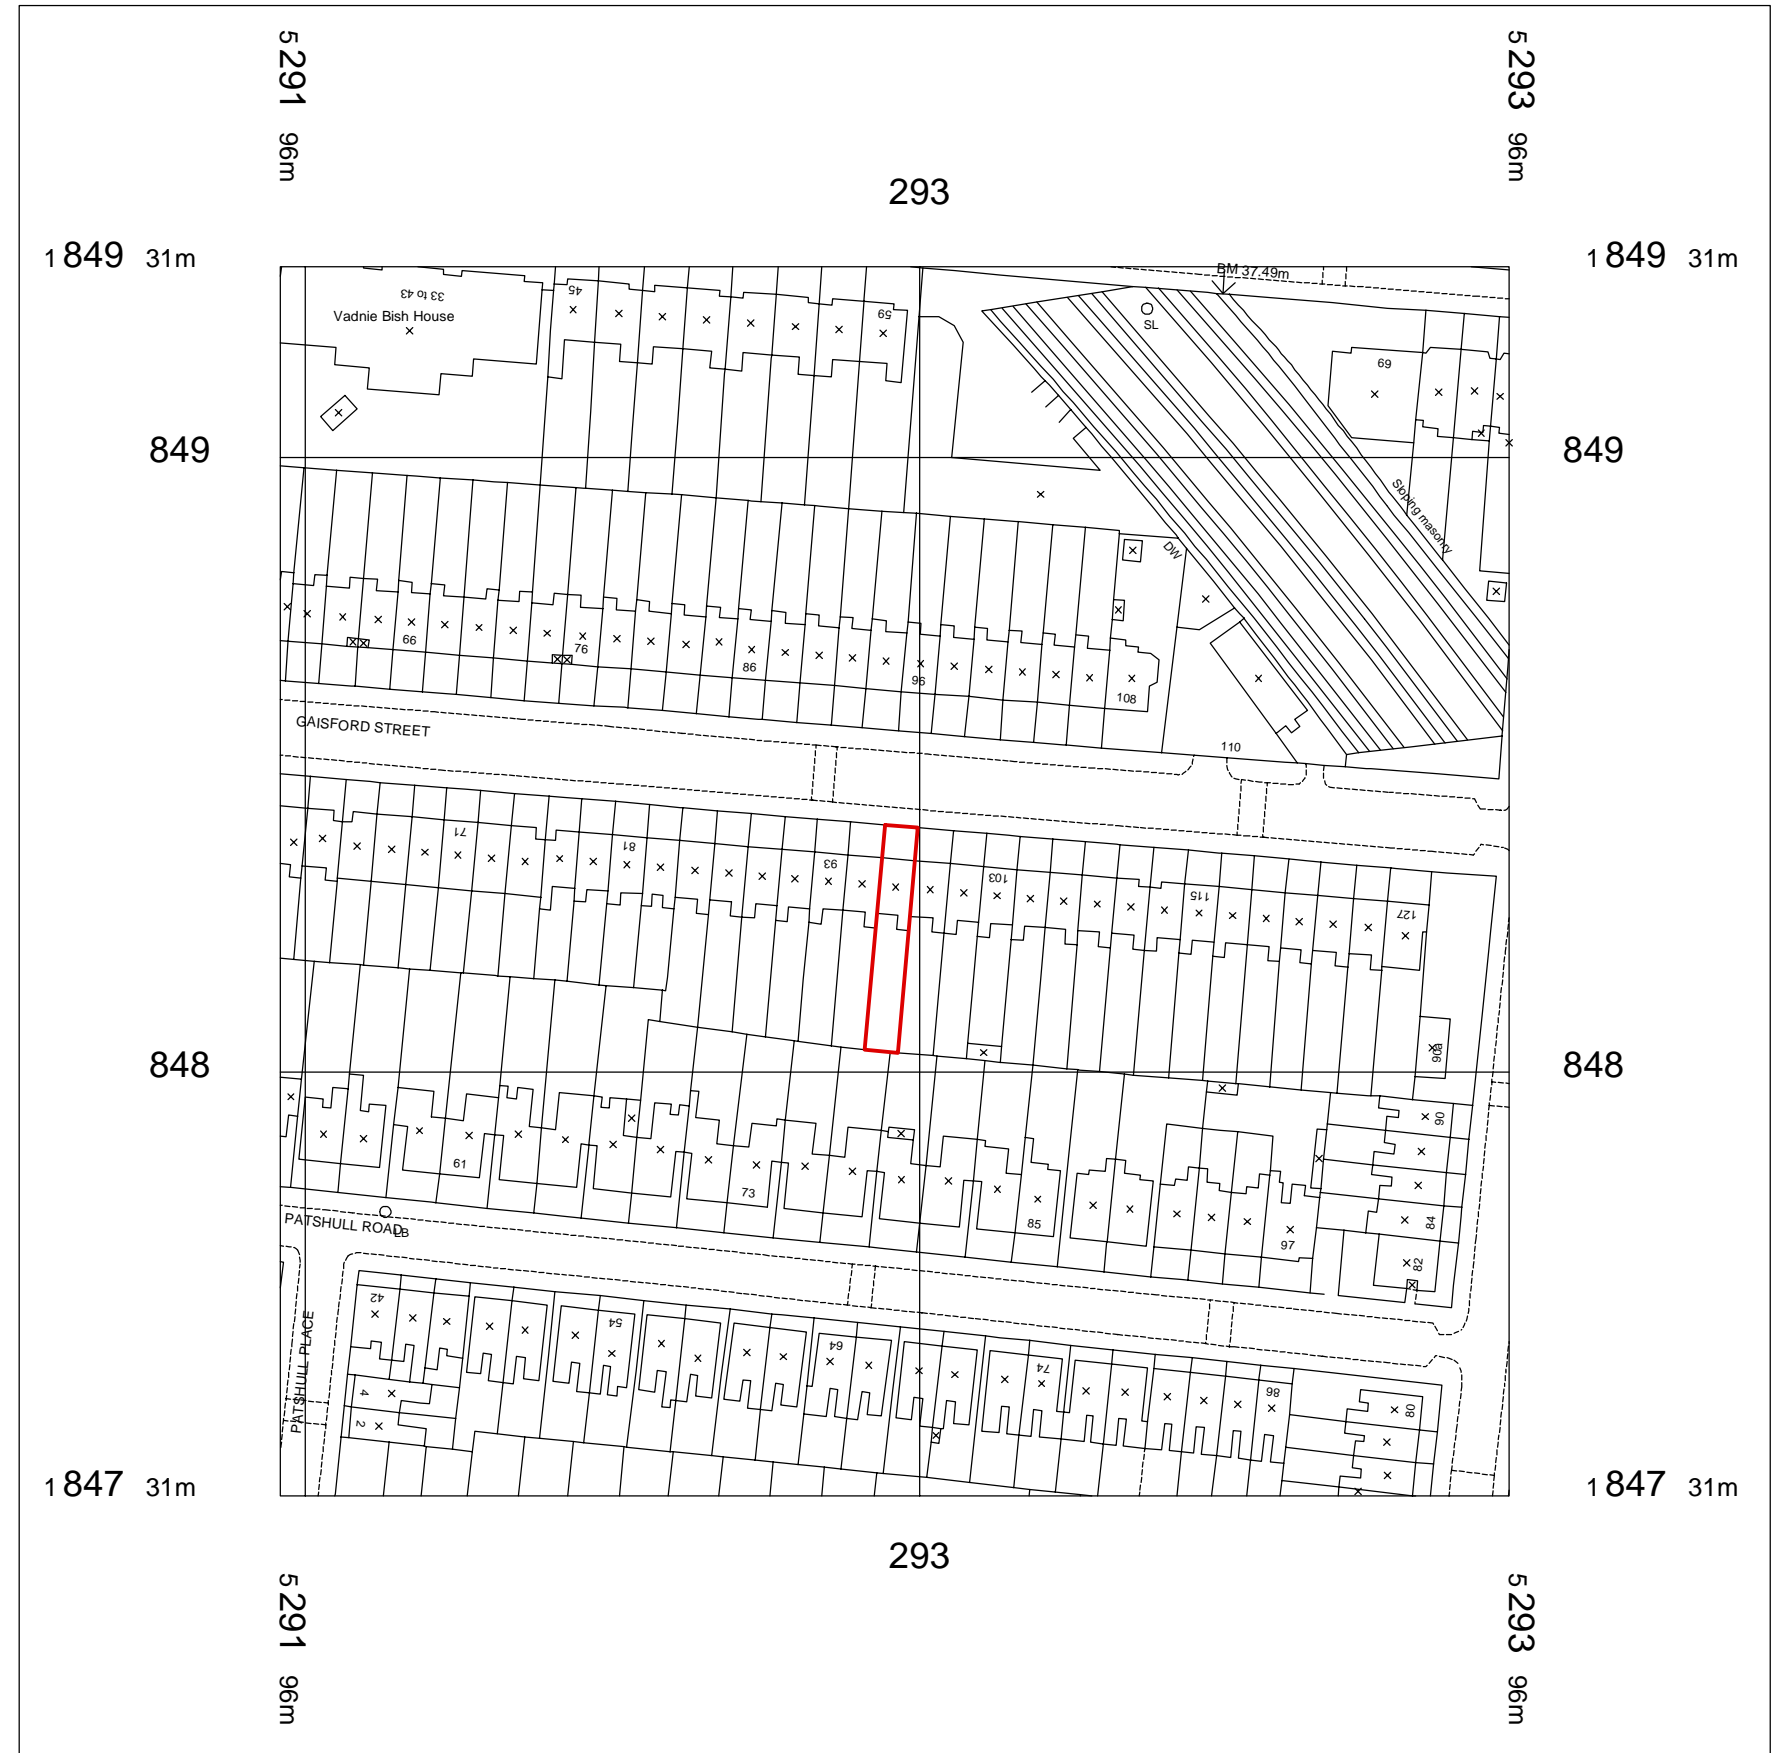 5 291 96m
5 293 96m
293
1 849 31m
1 849 31m
BM 37.49m
33 to 43
45
Vadnie Bish House
59
SL
69
849
849
Sloping masonry
DW
66
76
86
96
108
GAISFORD STREET
110
71
81
93
103
115
127
90a
848
848
90
61
73
84
85
97
82
PATSHULL ROAD
LB
42
54
64
74
86
80
PATSHULL PLACE
4
2
1 847 31m
1 847 31m
293
5 291 96m
5 293 96m